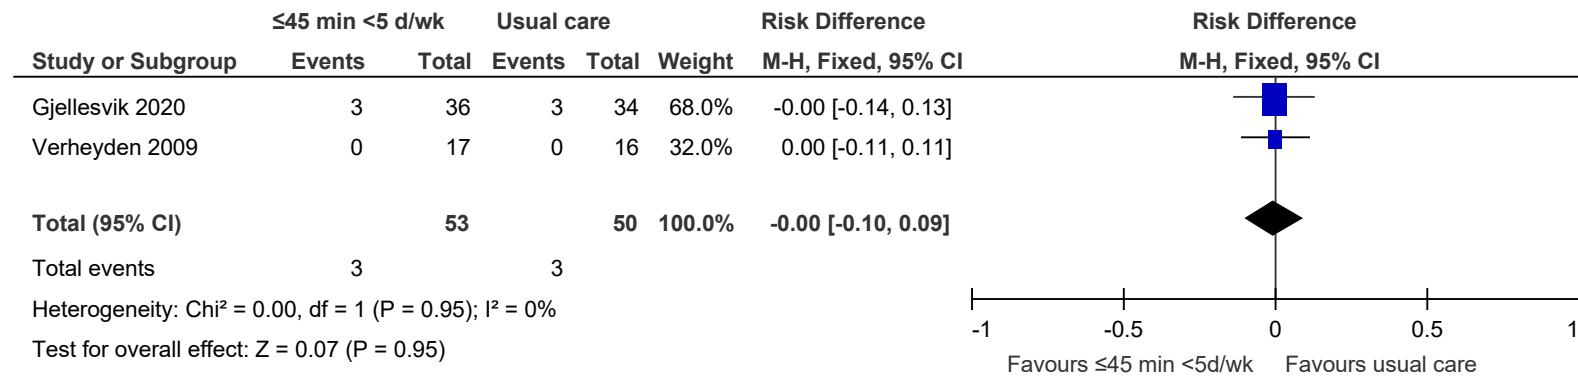 ≤45 min <5 d/wk Usual care Risk Difference Risk Difference
Study or Subgroup Events Total Events Total Weight M-H, Fixed, 95% CI M-H, Fixed, 95% CI
Gjellesvik 2020 3 36 3 34 68.0% -0.00 [-0.14, 0.13]
Verheyden 2009 0 17 0 16 32.0% 0.00 [-0.11, 0.11]
Total (95% CI) 53 50 100.0% -0.00 [-0.10, 0.09]
Total events 3 3
Heterogeneity: Chi² = 0.00, df = 1 (P = 0.95); I² = 0%
Test for overall effect: Z = 0.07 (P = 0.95)
-1 -0.5 0 0.5 1
Favours ≤45 min <5d/wk Favours usual care